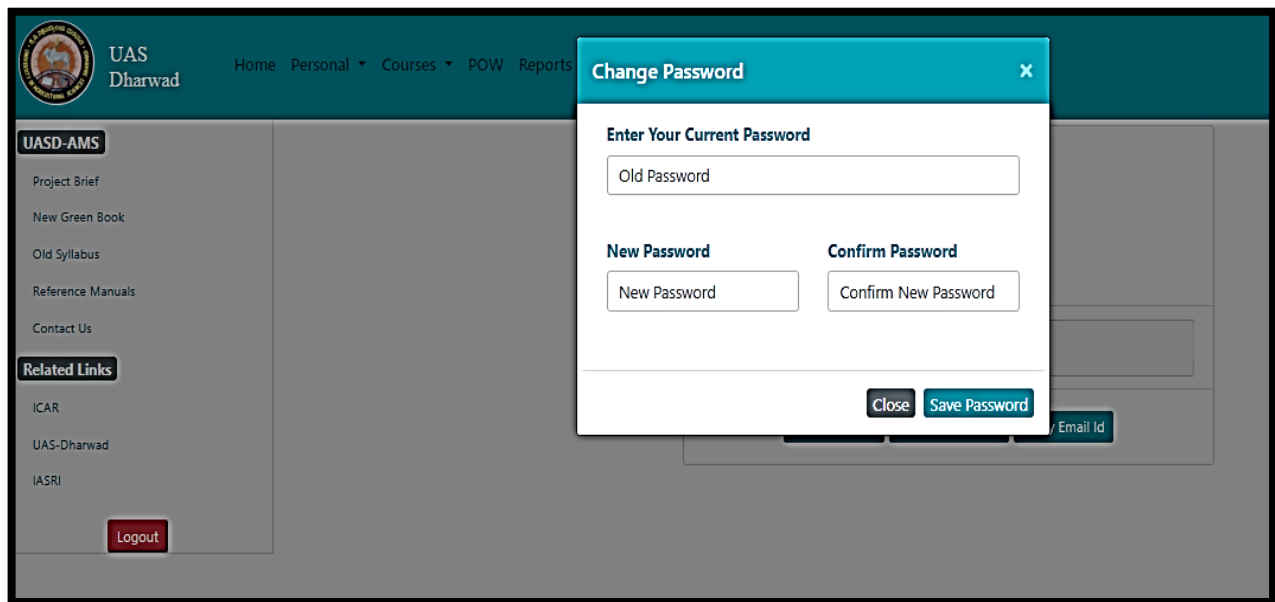 UAS
Dharwad
Home Personal Courses POW Reports
UASD-AMS
Project Brief
New Green Book
Old Syllabus
Reference Manuals
Contact Us
Related Links
ICAR
UAS-Dharwad
IASRI
Logout
Change Password ×
Enter Your Current Password
Old Password
New Password Confirm Password
New Password Confirm New Password
Close Save Password
Email Id